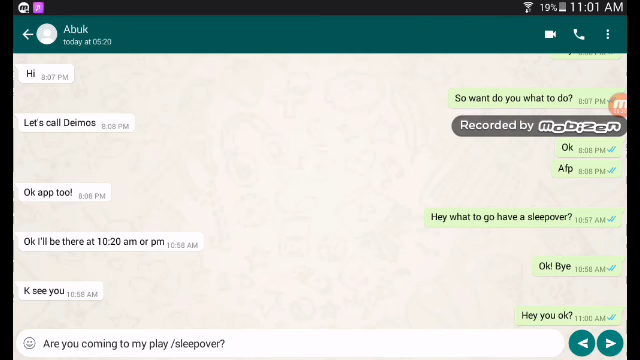 19% 11:01 AM
Abuk
today at 05:20
Hi 8:07 PM
So want do you what to do? 8:07 PM
Let's call Deimos 8:08 PM
Recorded by mobizen
Ok 8:08 PM
Afp 8:08 PM
Ok app too! 8:08 PM
Hey what to go have a sleepover? 10:57 AM
Ok I'll be there at 10:20 am or pm 10:58 AM
Ok! Bye 10:58 AM
K see you 10:58 AM
Hey you ok? 11:00 AM
Are you coming to my play /sleepover?